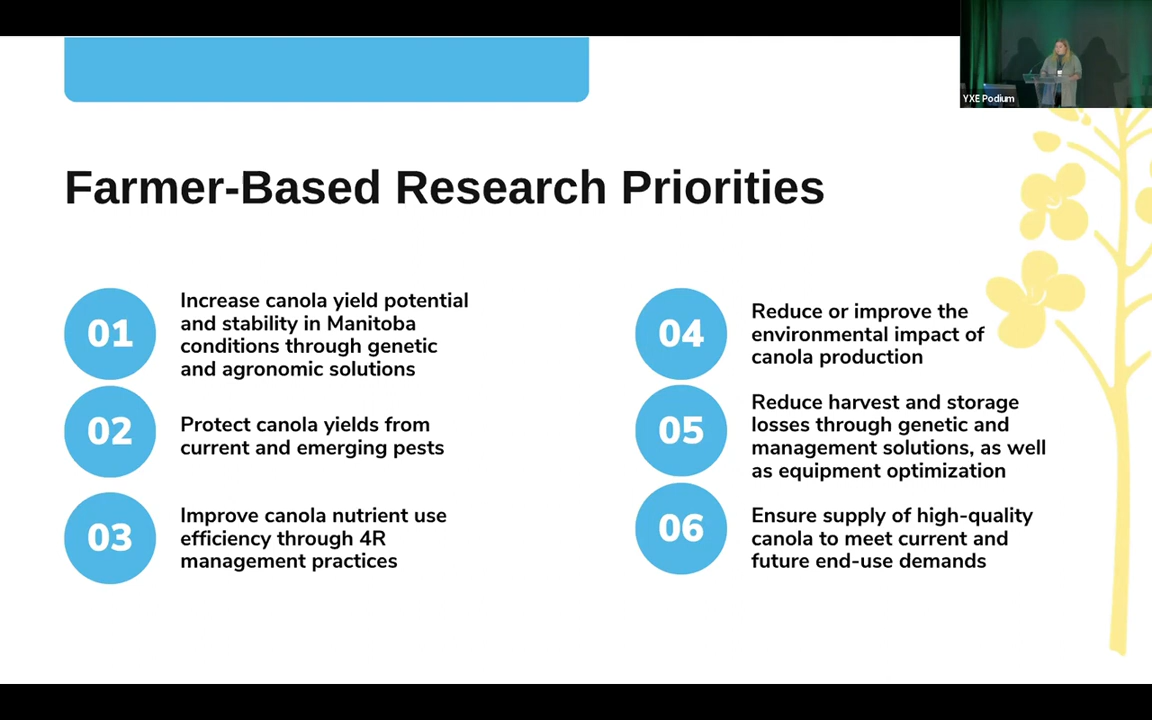 YXE Podium
Farmer-Based Research Priorities
01
Increase canola yield potential
and stability in Manitoba
conditions through genetic
and agronomic solutions
02
Protect canola yields from
current and emerging pests
03
Improve canola nutrient use
efficiency through 4R
management practices
04
Reduce or improve the
environmental impact of
canola production
05
Reduce harvest and storage
losses through genetic and
management solutions, as well
as equipment optimization
06
Ensure supply of high-quality
canola to meet current and
future end-use demands